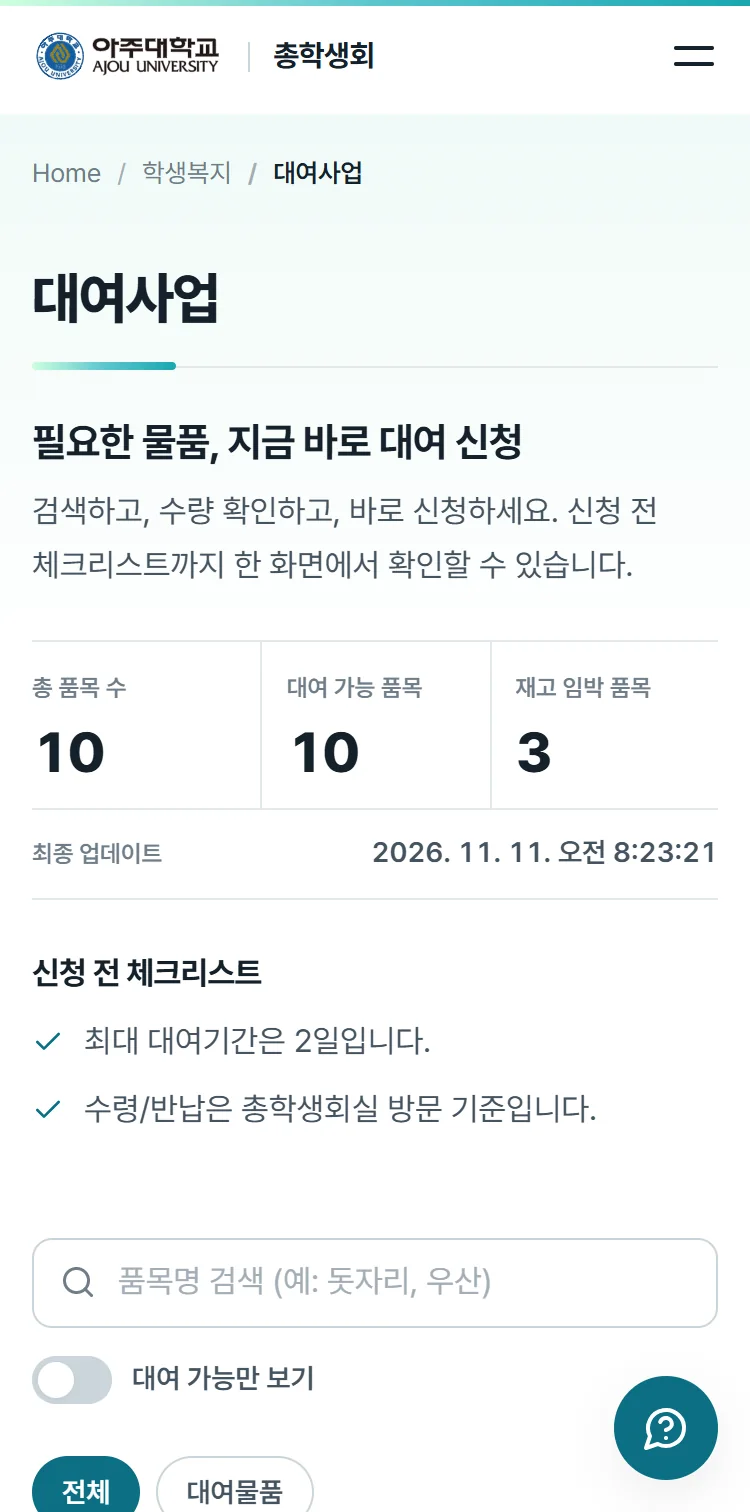 아주대학교
AJOU UNIVERSITY
총학생회
Home / 학생복지 / 대여사업
대여사업
필요한 물품, 지금 바로 대여 신청
검색하고, 수량 확인하고, 바로 신청하세요. 신청 전
체크리스트까지 한 화면에서 확인할 수 있습니다.
총 품목 수
10
대여 가능 품목
10
재고 임박 품목
3
최종 업데이트
2026. 11. 11. 오전 8:23:21
신청 전 체크리스트
최대 대여기간은 2일입니다.
수령/반납은 총학생회실 방문 기준입니다.
품목명 검색 (예: 돗자리, 우산)
대여 가능만 보기
전체
대여물품